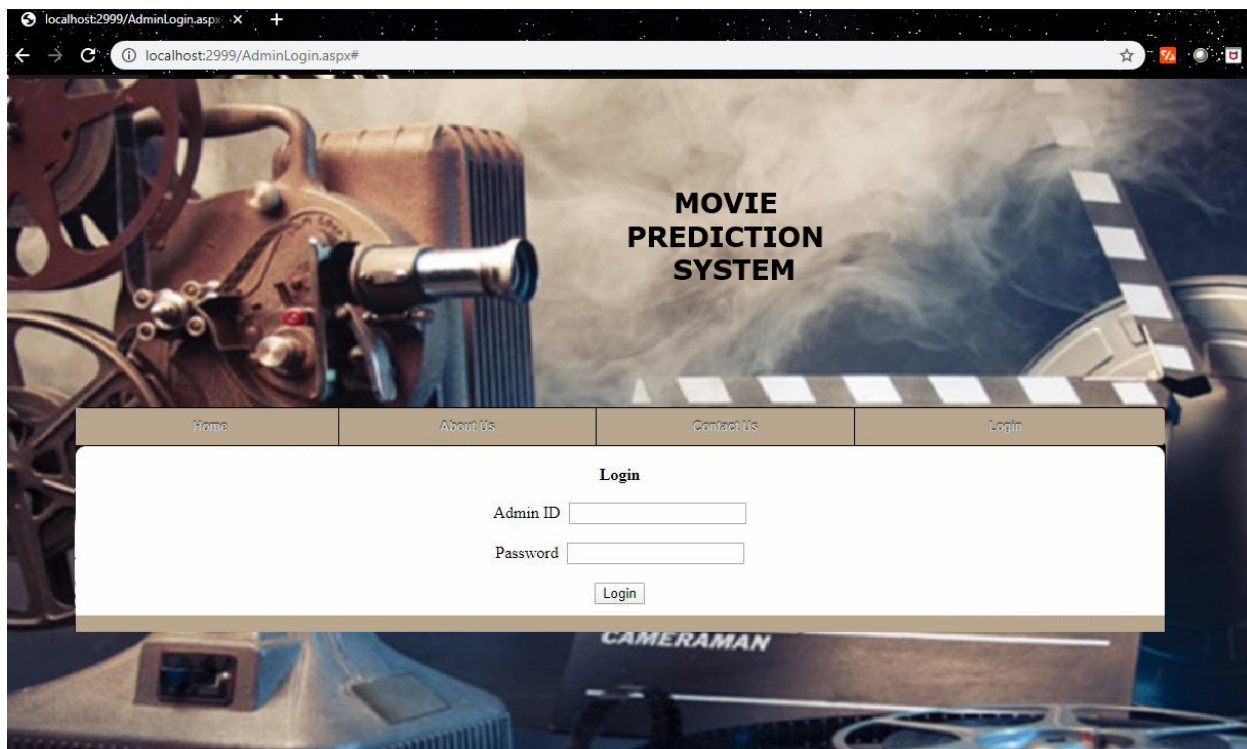 localhost:2999/AdminLogin.aspx
localhost:2999/AdminLogin.aspx#
MOVIE
PREDICTION
SYSTEM
Home
About Us
Contact Us
Login
Login
Admin ID
Password
Login
CAMERAMAN